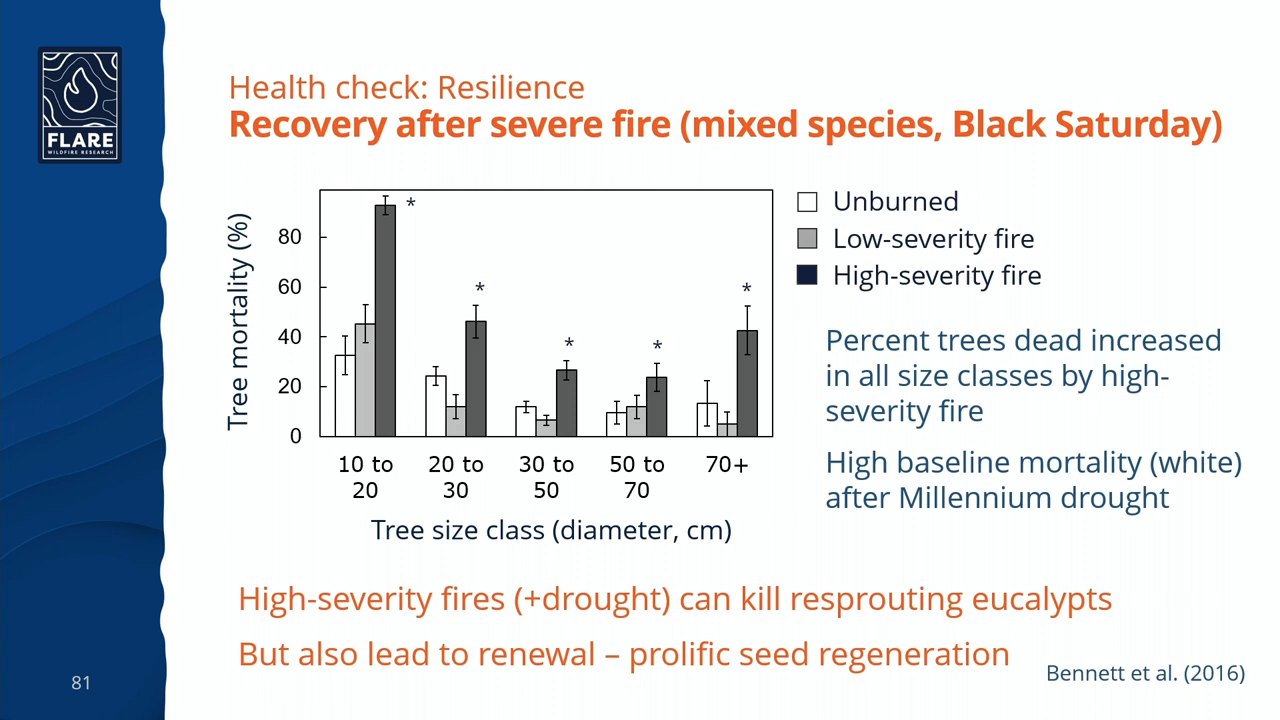 FLARE
WILDFIRE RESEARCH
Health check: Resilience
Recovery after severe fire (mixed species, Black Saturday)
Tree mortality (%)
80
60
40
20
0
*
*
*
*
*
10 to
20
20 to
30
30 to
50
50 to
70
70+
Tree size class (diameter, cm)
Unburned
Low-severity fire
High-severity fire
Percent trees dead increased
in all size classes by high-
severity fire
High baseline mortality (white)
after Millennium drought
High-severity fires (+drought) can kill resprouting eucalypts
But also lead to renewal – prolific seed regeneration
Bennett et al. (2016)
81